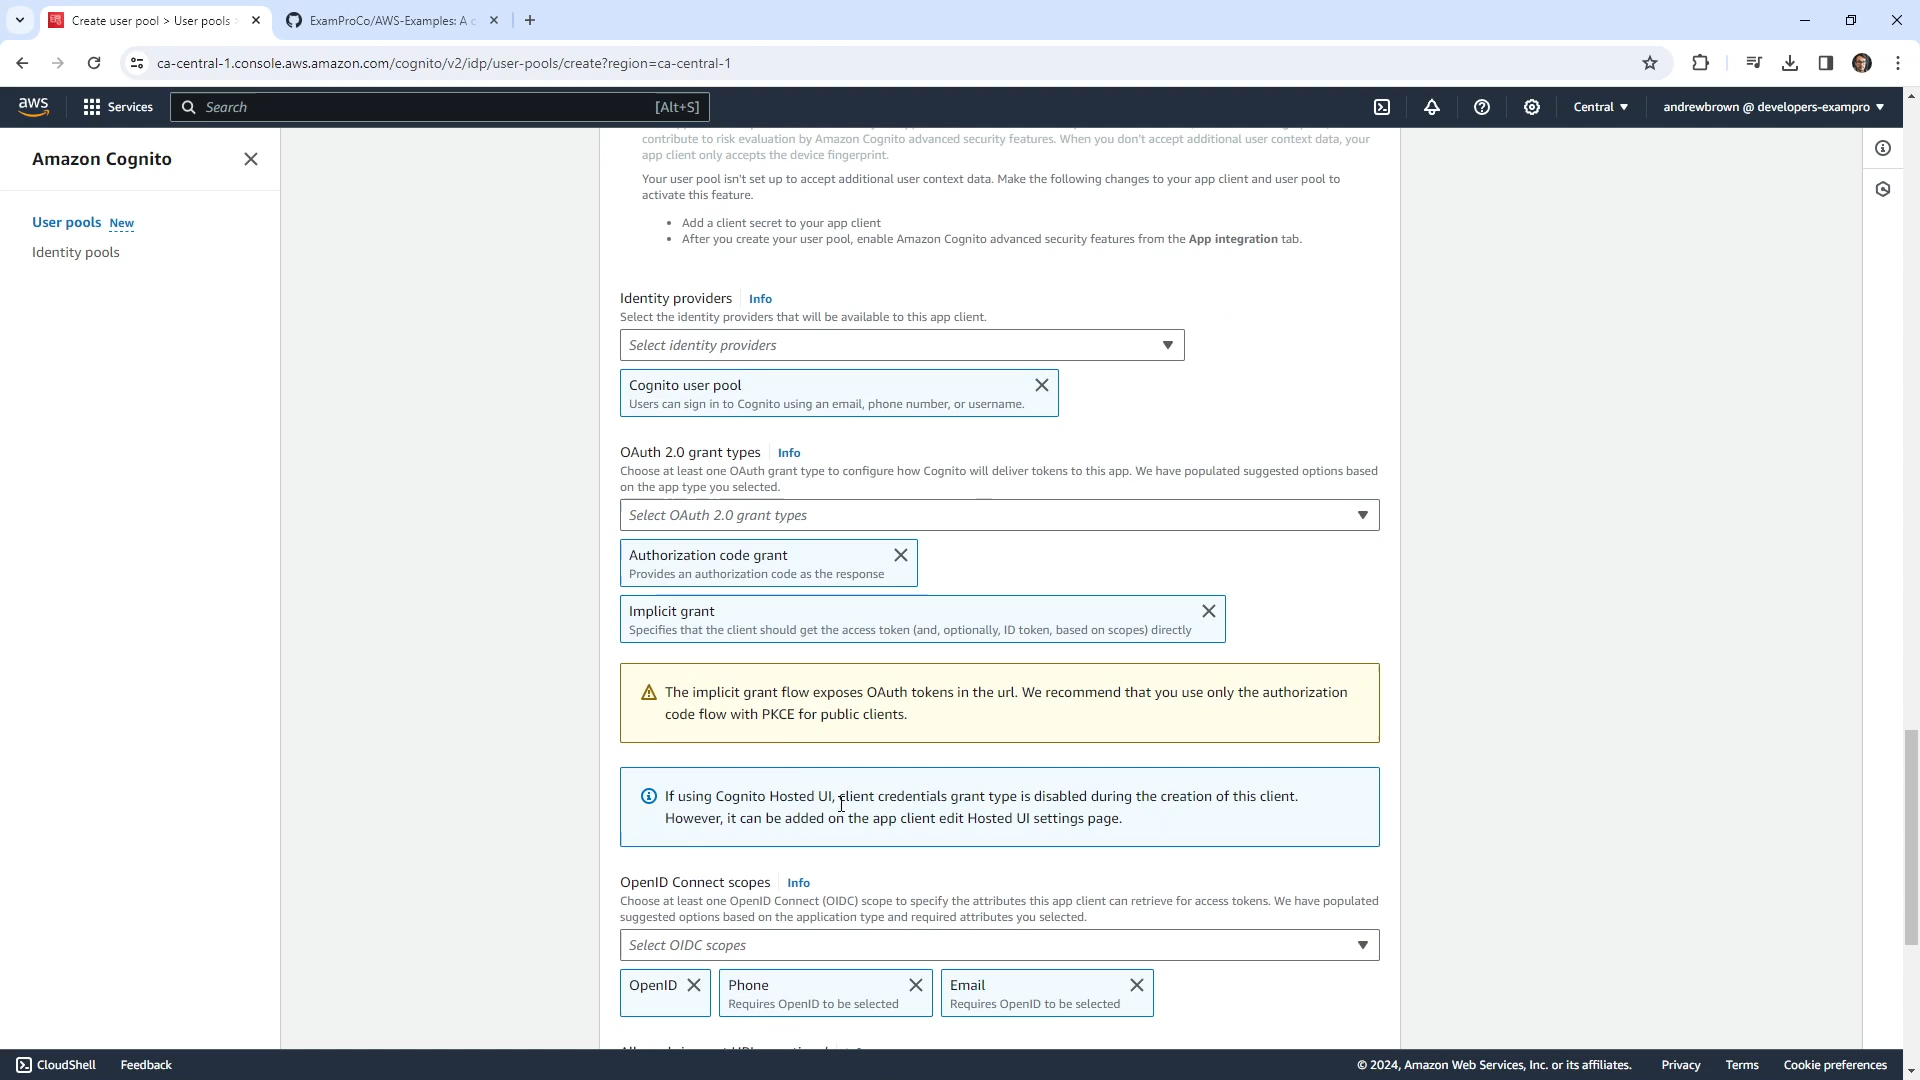 Create user pool > User pools
ExamProCo/AWS-Examples: A c
ca-central-1.console.aws.amazon.com/cognito/v2/idp/user-pools/create?region=ca-central-1
aws
Services
Search
[Alt+S]
Central
andrewbrown @ developers-exampro
Amazon Cognito
User pools New
Identity pools
contribute to risk evaluation by Amazon Cognito advanced security features. When you don't accept additional user context data, your
app client only accepts the device fingerprint.
Your user pool isn't set up to accept additional user context data. Make the following changes to your app client and user pool to
activate this feature.
• Add a client secret to your app client
• After you create your user pool, enable Amazon Cognito advanced security features from the App integration tab.
Identity providers Info
Select the identity providers that will be available to this app client.
Select identity providers
Cognito user pool
Users can sign in to Cognito using an email, phone number, or username.
OAuth 2.0 grant types Info
Choose at least one OAuth grant type to configure how Cognito will deliver tokens to this app. We have populated suggested options based
on the app type you selected.
Select OAuth 2.0 grant types
Authorization code grant
Provides an authorization code as the response
Implicit grant
Specifies that the client should get the access token (and, optionally, ID token, based on scopes) directly
The implicit grant flow exposes OAuth tokens in the url. We recommend that you use only the authorization
code flow with PKCE for public clients.
If using Cognito Hosted UI, client credentials grant type is disabled during the creation of this client.
However, it can be added on the app client edit Hosted UI settings page.
OpenID Connect scopes Info
Choose at least one OpenID Connect (OIDC) scope to specify the attributes this app client can retrieve for access tokens. We have populated
suggested options based on the application type and required attributes you selected.
Select OIDC scopes
OpenID
Phone
Requires OpenID to be selected
Email
Requires OpenID to be selected
CloudShell
Feedback
© 2024, Amazon Web Services, Inc. or its affiliates.
Privacy
Terms
Cookie preferences